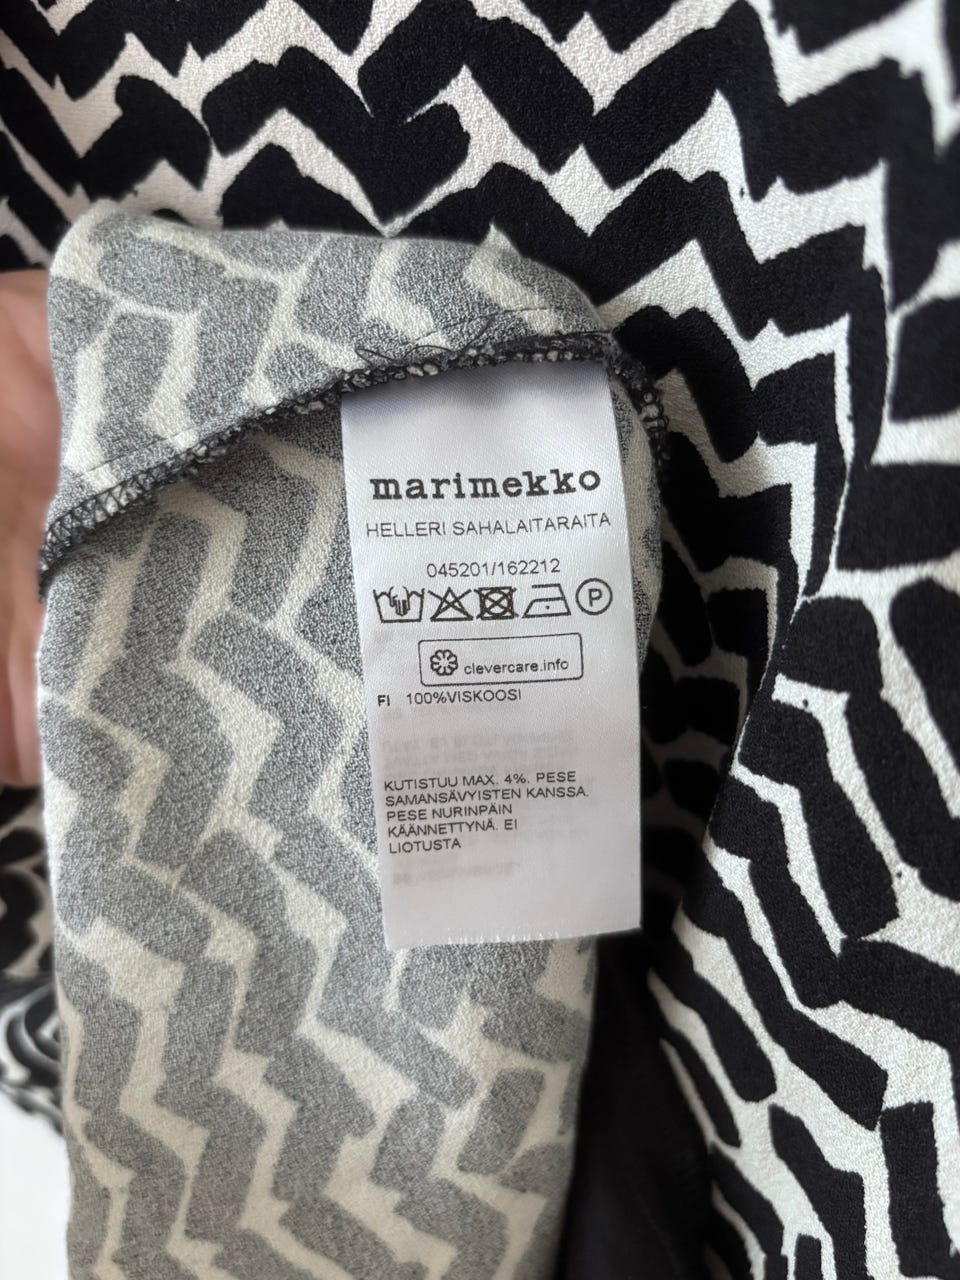 marimekko
HELLERI SAHALAITARAITA
045201/162212
P
clevercare.info
FI 100%VISKOOSI
KUTISTUU MAX. 4%. PESE
SAMANSÄVYISTEN KANSSA.
PESE NURINPÄIN
KÄÄNNETTYNÄ. EI
LIOTUSTA